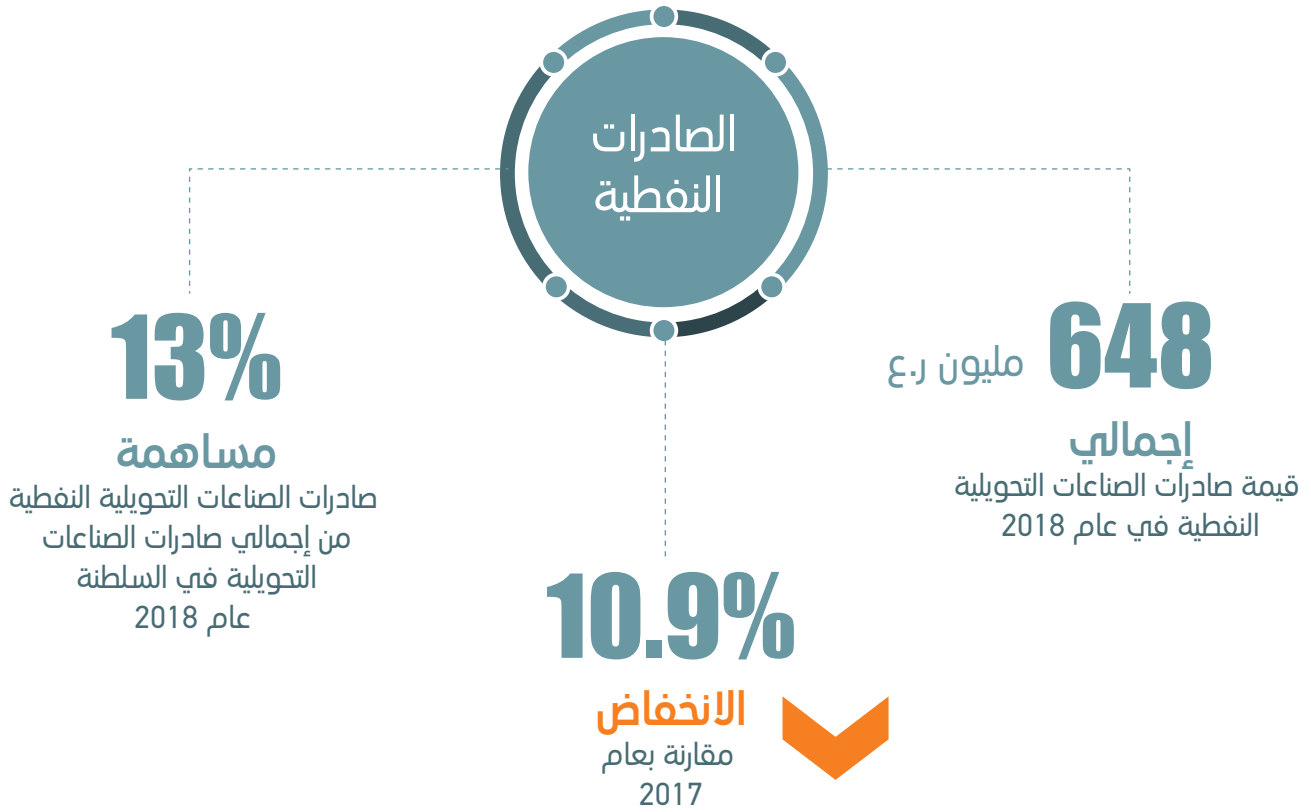 الصادرات
النفطية
648 مليون ر.ع
إجمالي
قيمة صادرات الصناعات التحويلية
النفطية في عام 2018
10.9%
الانخفاض
مقارنة بعام
2017
13%
مساهمة
صادرات الصناعات التحويلية النفطية
من إجمالي صادرات الصناعات
التحويلية في السلطنة
عام 2018